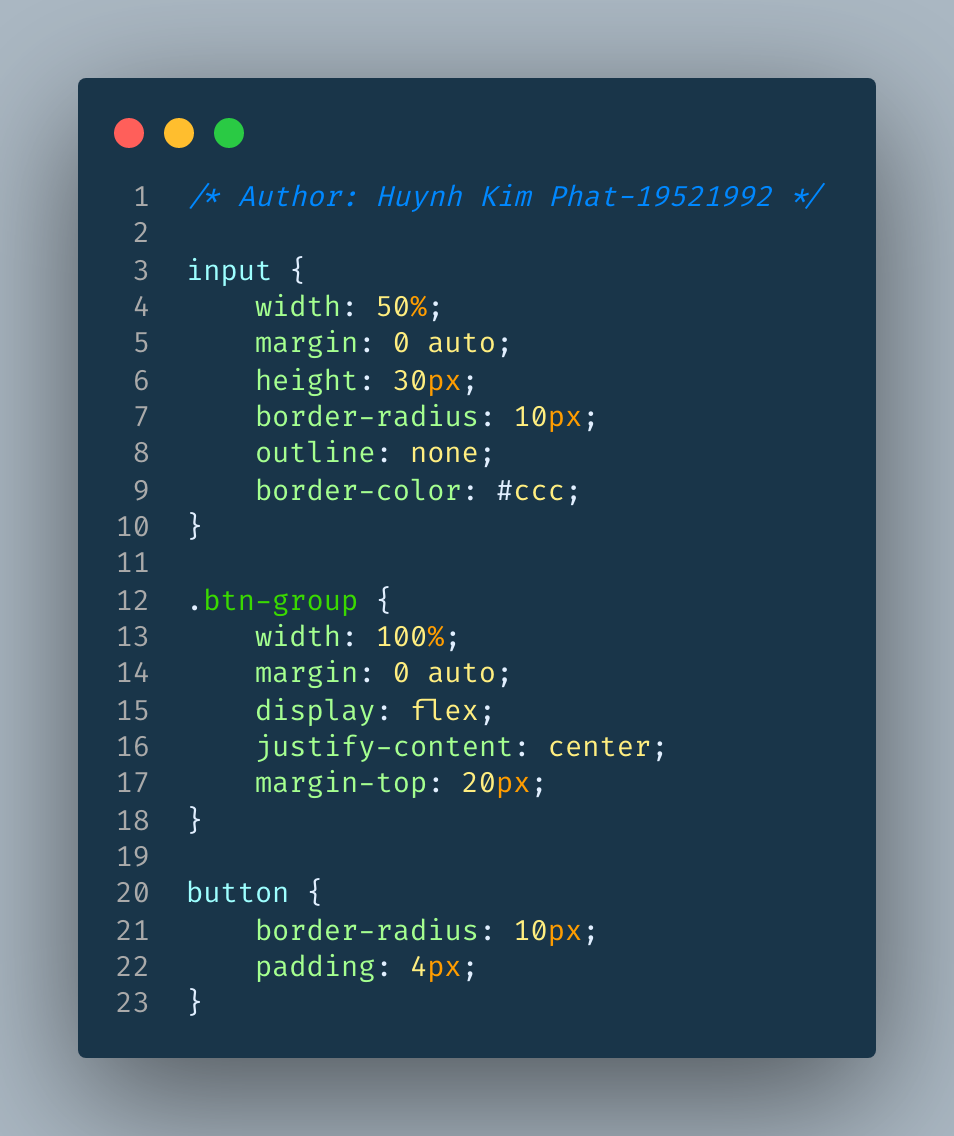 1 /* Author: Huynh Kim Phat-19521992 */
2
3 input {
4     width: 50%;
5     margin: 0 auto;
6     height: 30px;
7     border-radius: 10px;
8     outline: none;
9     border-color: #ccc;
10 }
11
12 .btn-group {
13     width: 100%;
14     margin: 0 auto;
15     display: flex;
16     justify-content: center;
17     margin-top: 20px;
18 }
19
20 button {
21     border-radius: 10px;
22     padding: 4px;
23 }